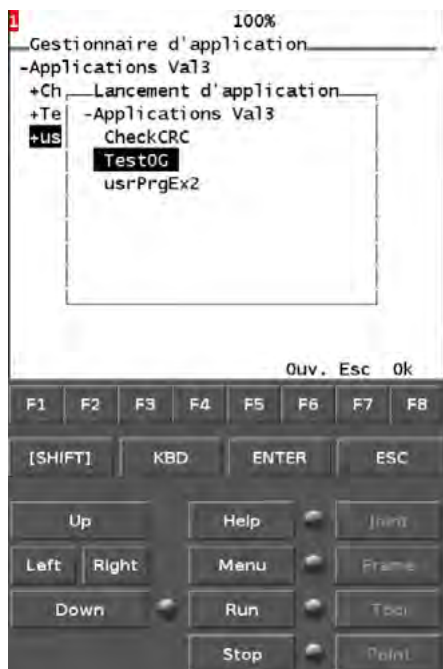 1 100%
Gestionnaire d'application
-Applications Val3
+Ch Lancement d'application
+Te -Applications Val3
+us CheckCRC
TestOG
usrPrgEx2
Ouv. Esc Ok
F1 F2 F3 F4 F5 F6 F7 F8
[SHIFT] KBD ENTER ESC
Up Help Joint
Left Right Menu Frame
Down Run Tool
Stop Point